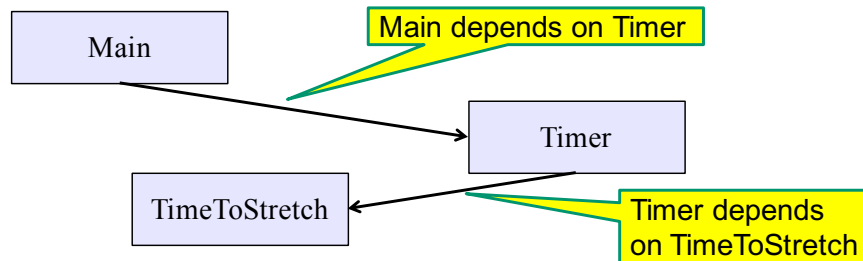 Main depends on Timer
Main
Timer
TimeToStretch
Timer depends
on TimeToStretch